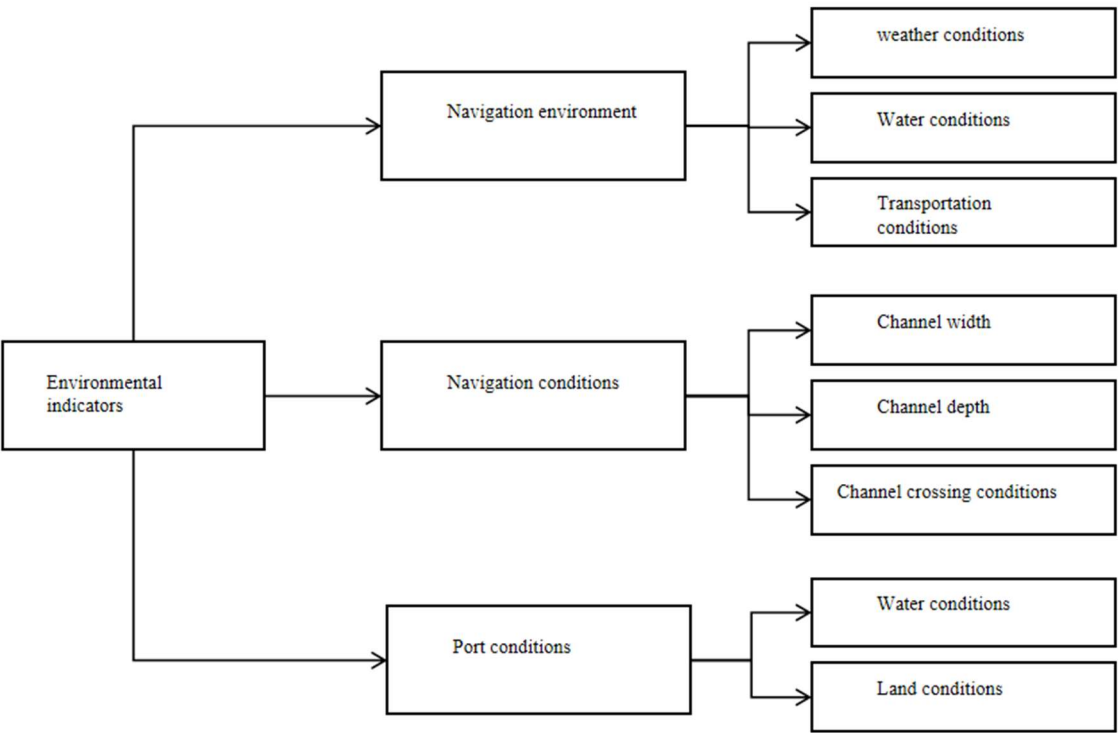 weather conditions
Navigation environment
Water conditions
Transportation
conditions
Channel width
Environmental
indicators
Navigation conditions
Channel depth
Channel crossing conditions
Water conditions
Port conditions
Land conditions